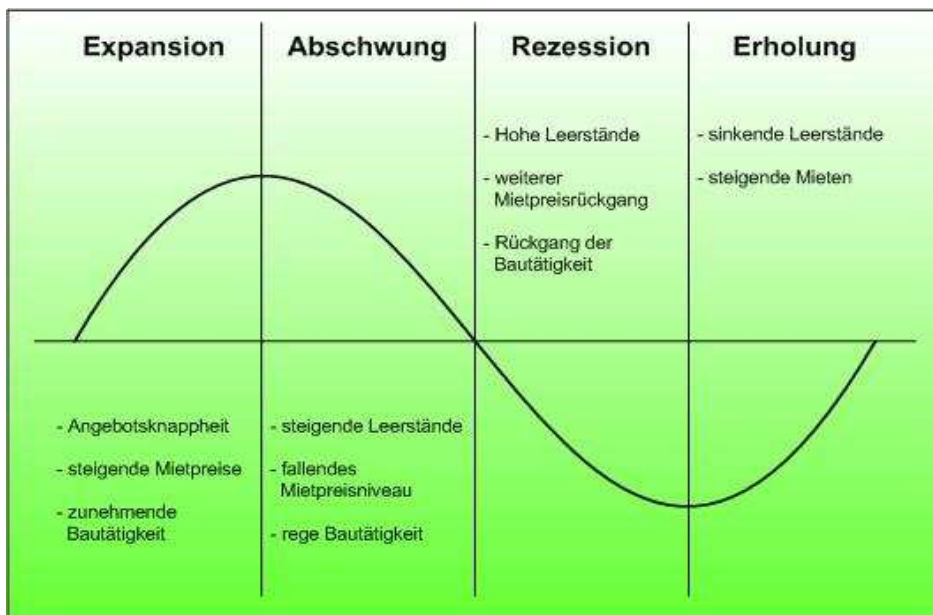 Expansion
Abschwung
Rezession
Erholung
- Hohe Leerstände
- weiterer
Mietpreisrückgang
- Rückgang der
Bautätigkeit
- sinkende Leerstände
- steigende Mieten
- Angebotsknappheit
- steigende Mietpreise
- zunehmende
Bautätigkeit
- steigende Leerstände
- fallendes
Mietpreisniveau
- rege Bautätigkeit